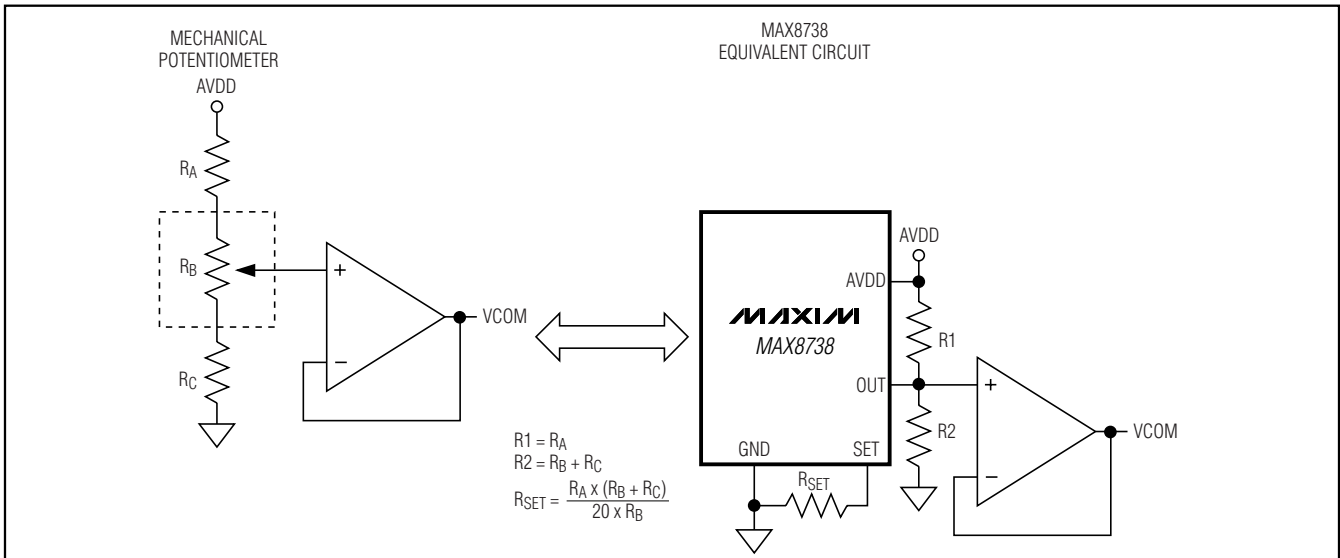 MECHANICAL
POTENTIOMETER
AVDD
RA
RB
RC
+
−
VCOM
MAX8738
EQUIVALENT CIRCUIT
R1 = RA
R2 = RB + RC
RSET = RA x (RB + RC)
20 x RB
MAXIM
MAX8738
AVDD
AVDD
OUT
GND
SET
RSET
R1
R2
+
−
VCOM